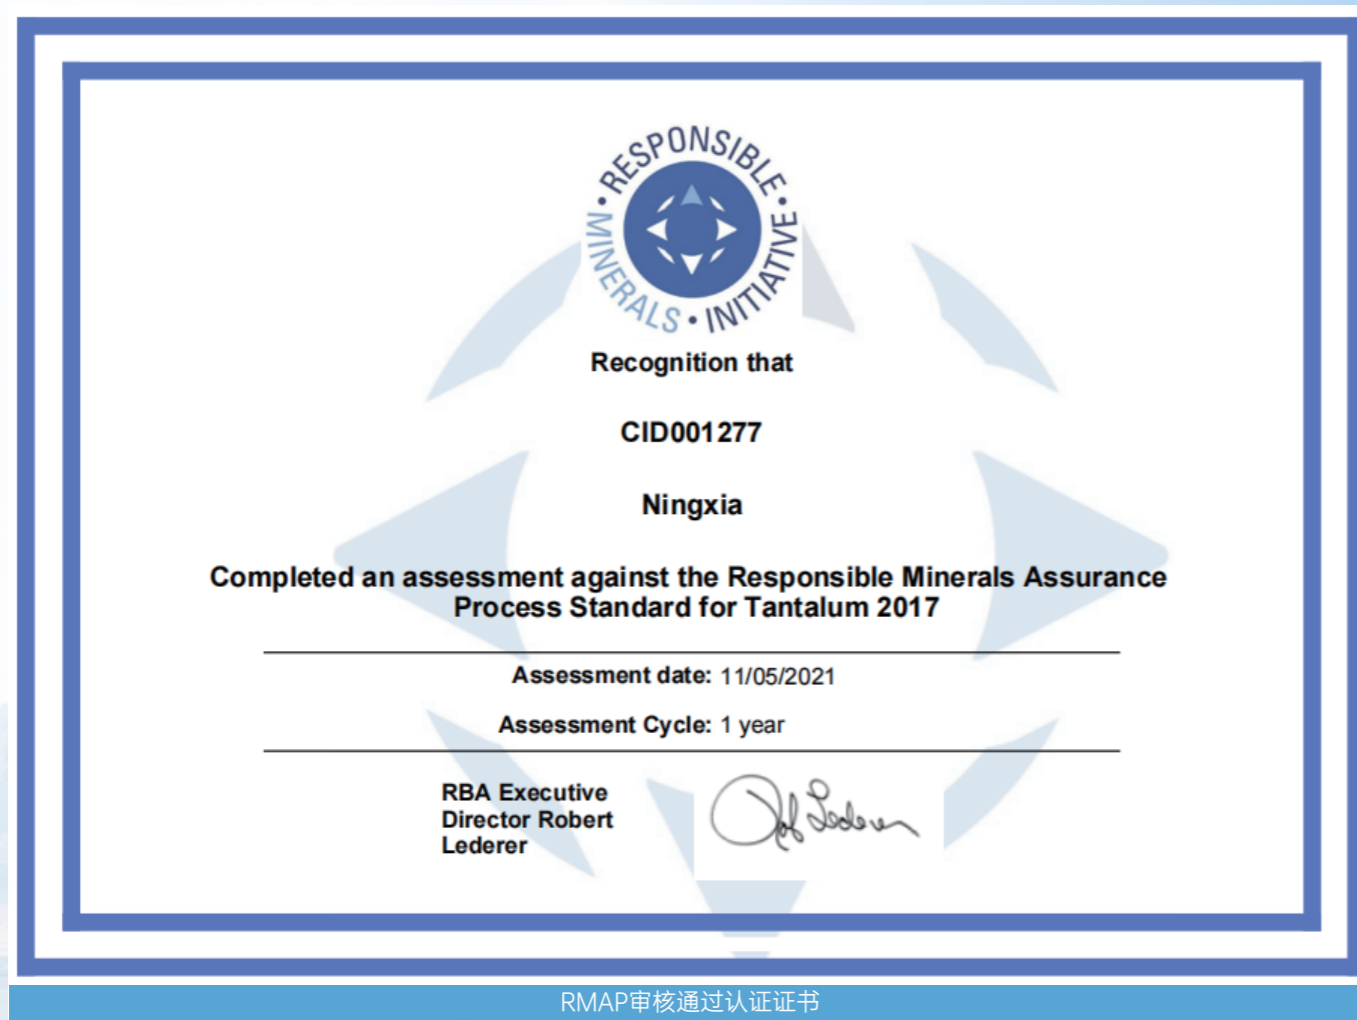 RESPONSIBLE
MINERALS • INITIATIVE
Recognition that
CID001277
Ningxia
Completed an assessment against the Responsible Minerals Assurance
Process Standard for Tantalum 2017
Assessment date: 11/05/2021
Assessment Cycle: 1 year
RBA Executive
Director Robert
Lederer
Rob Lederer
RMAP审核通过认证证书